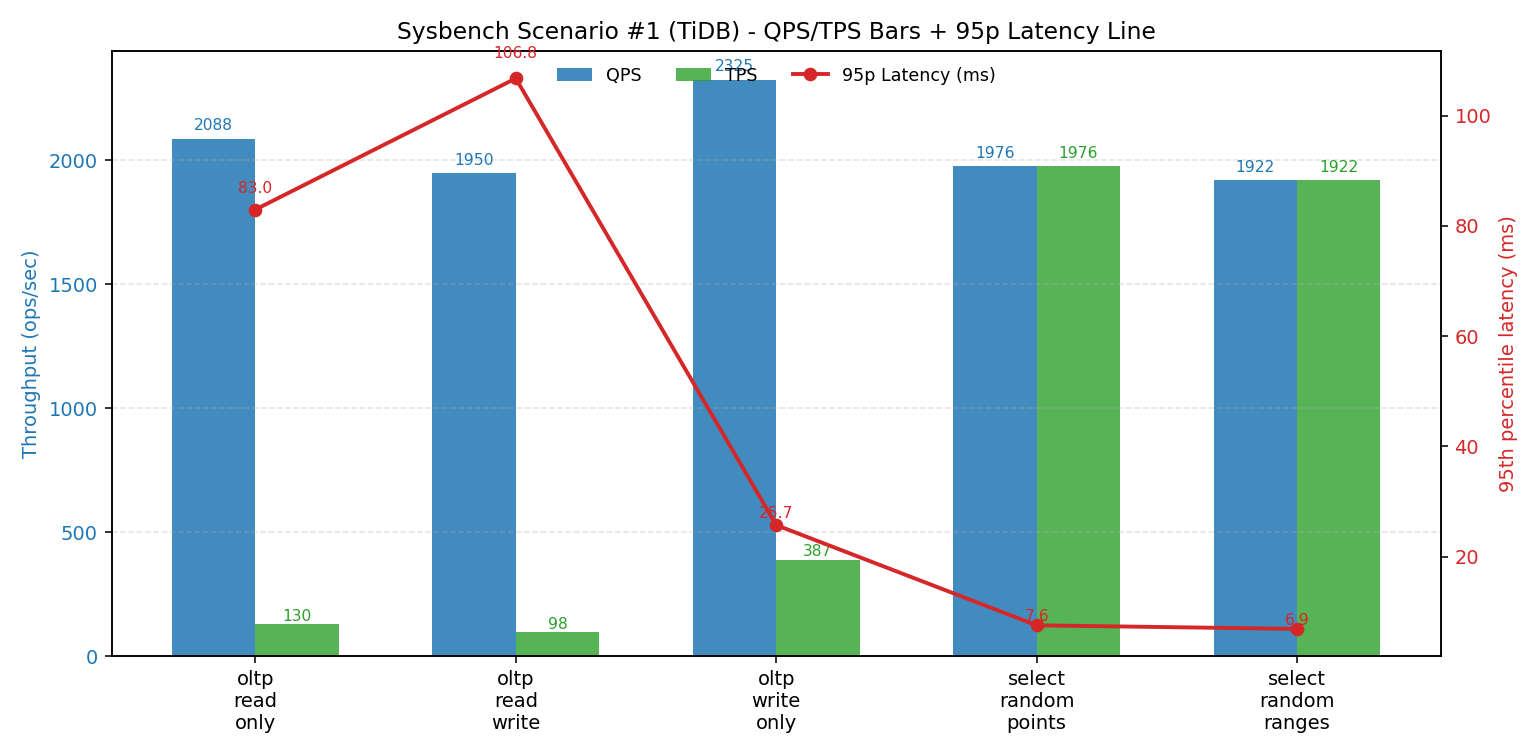 Sysbench Scenario #1 (TiDB) - QPS/TPS Bars + 95p Latency Line
QPS
TPS
95p Latency (ms)
Throughput (ops/sec)
2000
1500
1000
500
0
95th percentile latency (ms)
100
80
60
40
20
2088
83.0
130
106.8
1950
98
2325
25.7
387
1976
1976
7.6
1922
1922
6.9
oltp
read
only
oltp
read
write
oltp
write
only
select
random
points
select
random
ranges